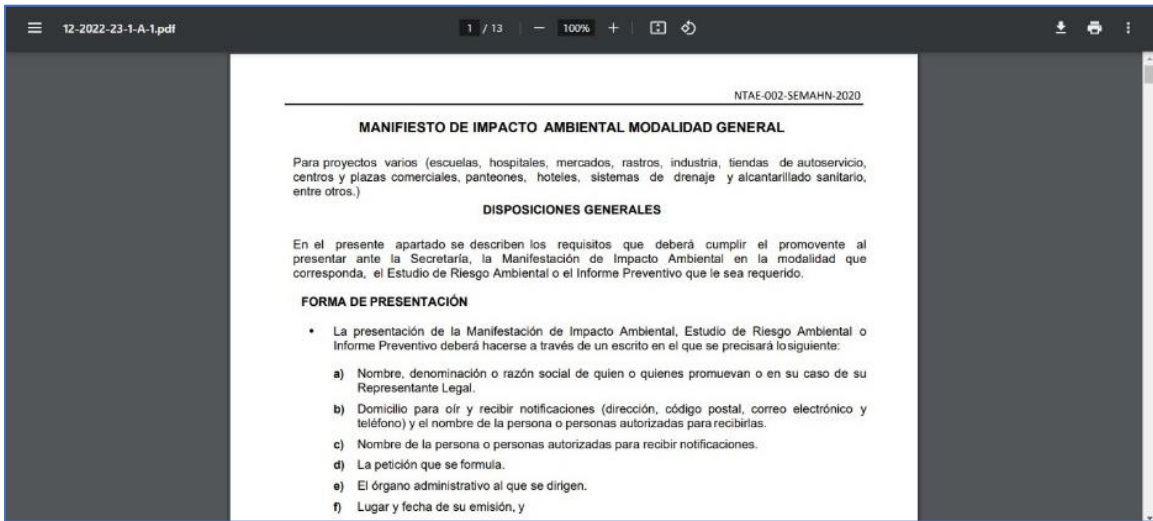 12-2022-23-1-A-1.pdf
1 / 13
100%
NTAE-002-SEMAHN-2020
MANIFIESTO DE IMPACTO AMBIENTAL MODALIDAD GENERAL
Para proyectos varios (escuelas, hospitales, mercados, rastros, industria, tiendas de autoservicio,
centros y plazas comerciales, panteones, hoteles, sistemas de drenaje y alcantarillado sanitario,
entre otros.)
DISPOSICIONES GENERALES
En el presente apartado se describen los requisitos que deberá cumplir el promovente al
presentar ante la Secretaría, la Manifestación de Impacto Ambiental en la modalidad que
corresponda, el Estudio de Riesgo Ambiental o el Informe Preventivo que le sea requerido.
FORMA DE PRESENTACIÓN
• La presentación de la Manifestación de Impacto Ambiental, Estudio de Riesgo Ambiental o
Informe Preventivo deberá hacerse a través de un escrito en el que se precisará lo siguiente:
a) Nombre, denominación o razón social de quien o quienes promuevan o en su caso de su
Representante Legal.
b) Domicilio para oír y recibir notificaciones (dirección, código postal, correo electrónico y
teléfono) y el nombre de la persona o personas autorizadas para recibirlas.
c) Nombre de la persona o personas autorizadas para recibir notificaciones.
d) La petición que se formula.
e) El órgano administrativo al que se dirigen.
f) Lugar y fecha de su emisión, y